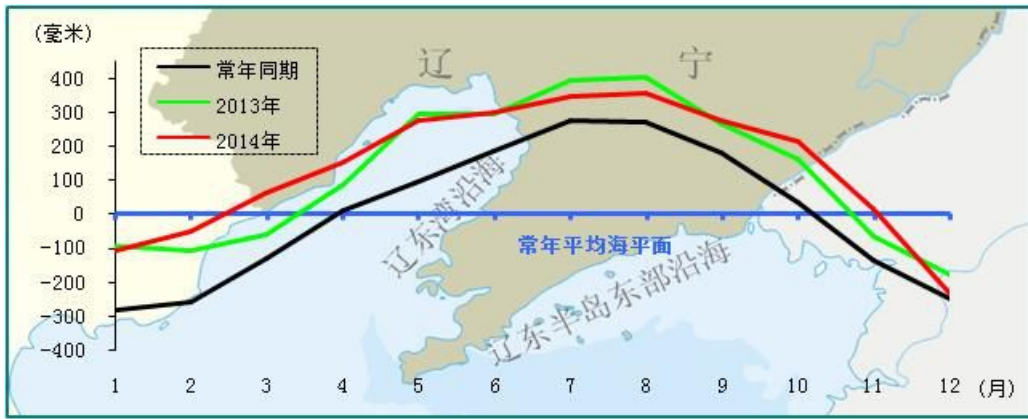 (毫米)
400
300
200
100
0
-100
-200
-300
-400
常年同期
2013年
2014年
辽宁
辽东湾沿海
常年平均海平面
辽东半岛东部沿海
1 2 3 4 5 6 7 8 9 10 11 12 (月)